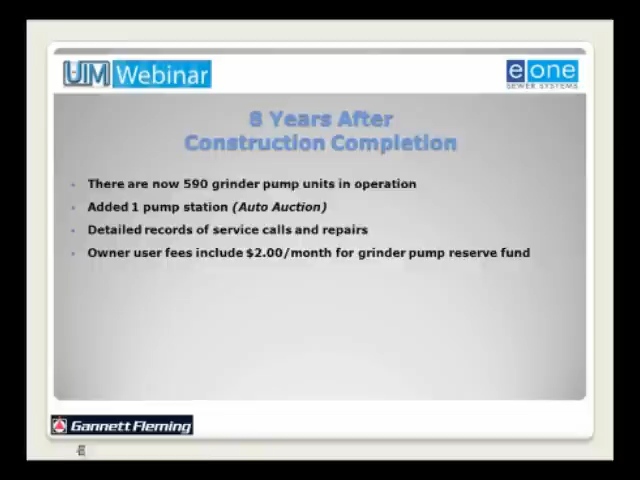 UIM Webinar
e one
SEWER SYSTEMS
8 Years After
Construction Completion
There are now 590 grinder pump units in operation
Added 1 pump station (Auto Auction)
Detailed records of service calls and repairs
Owner user fees include $2.00/month for grinder pump reserve fund
Gannett Fleming